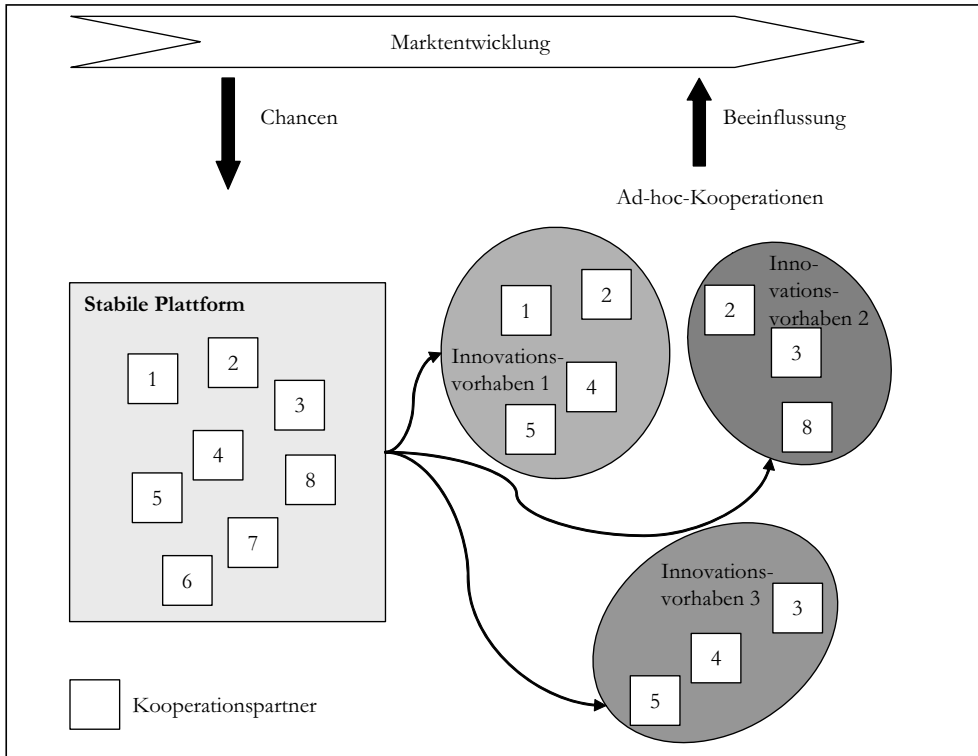 Marktentwicklung
Chancen
Beeinflussung
Ad-hoc-Kooperationen
Stabile Plattform
1
2
3
4
5
8
7
6
1
2
Innovations-
vorhaben 1
4
5
Inno-
vations-
vorhaben 2
2
3
8
Innovations-
vorhaben 3
3
4
5
Kooperationspartner